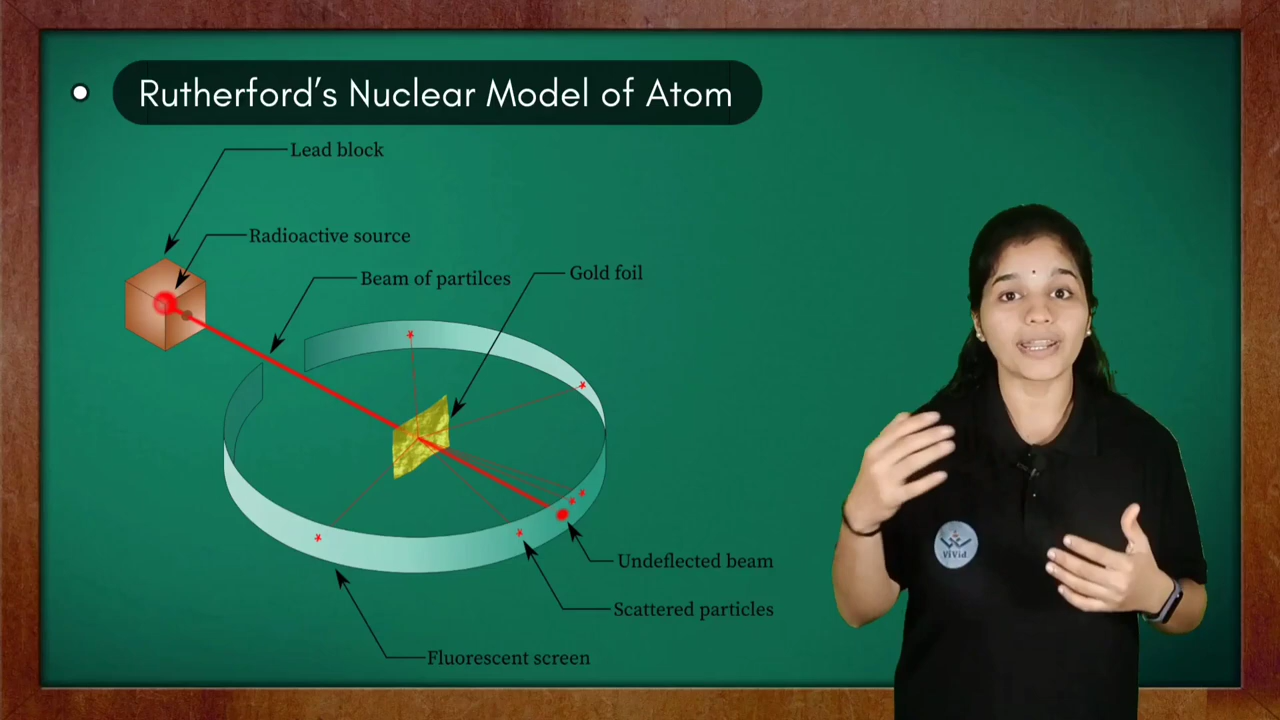 Rutherford’s Nuclear Model of Atom
Lead block
Radioactive source
Beam of partilces
Gold foil
Undeflected beam
Scattered particles
Fluorescent screen
ViVid